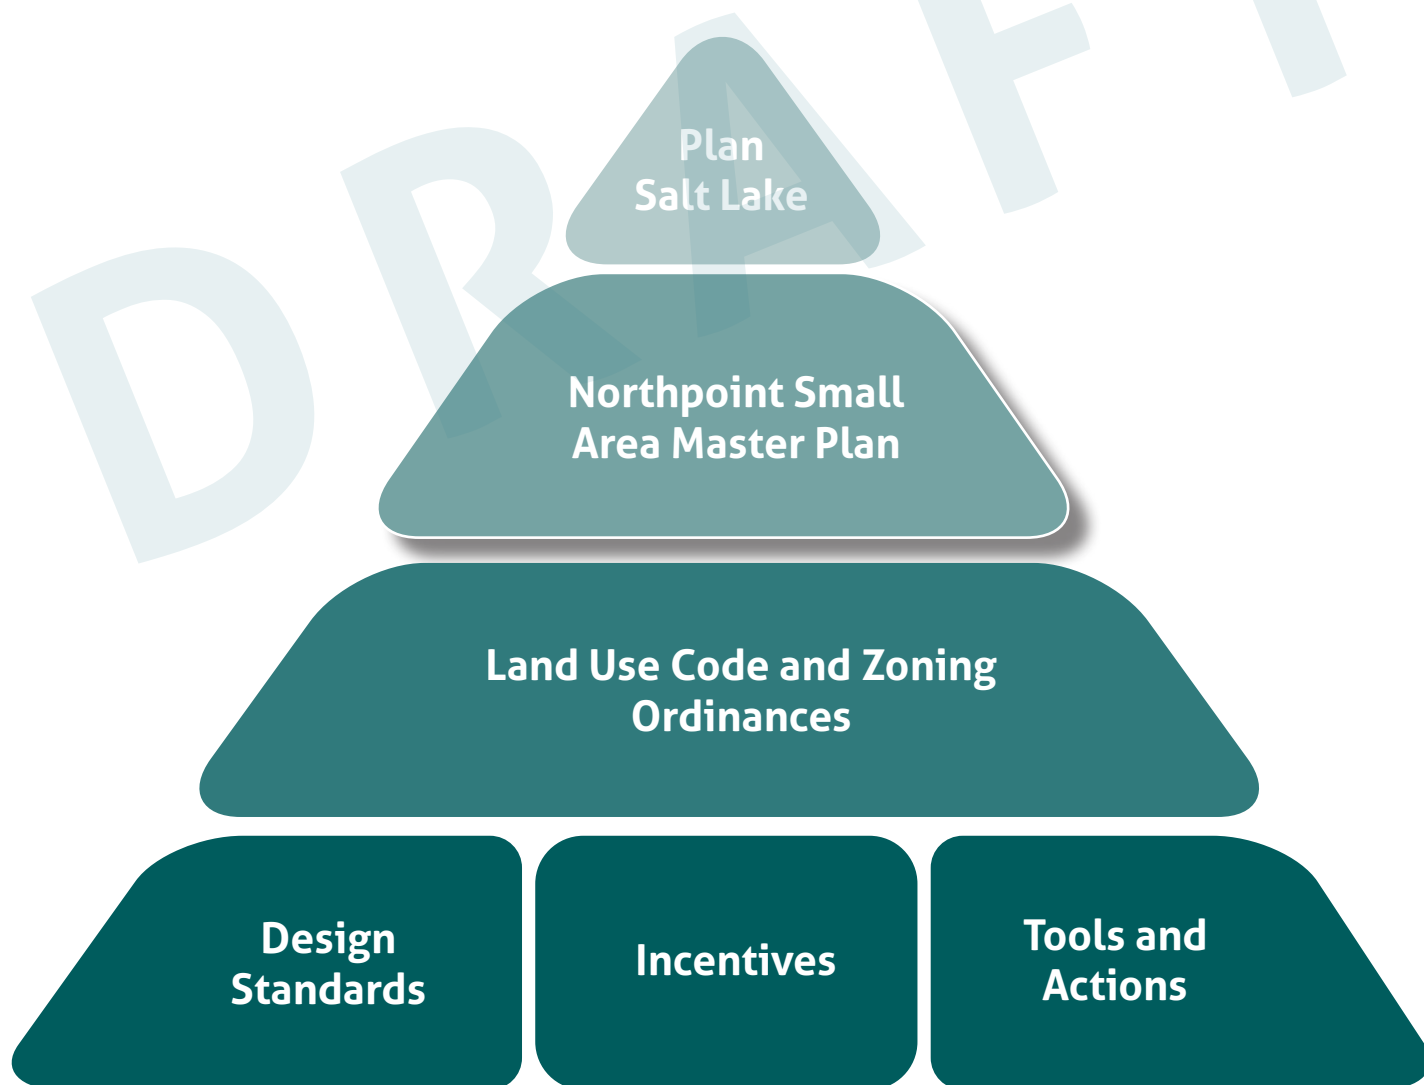 DRAFT
Plan
Salt Lake
Northpoint Small
Area Master Plan
Land Use Code and Zoning
Ordinances
Design
Standards
Incentives
Tools and
Actions